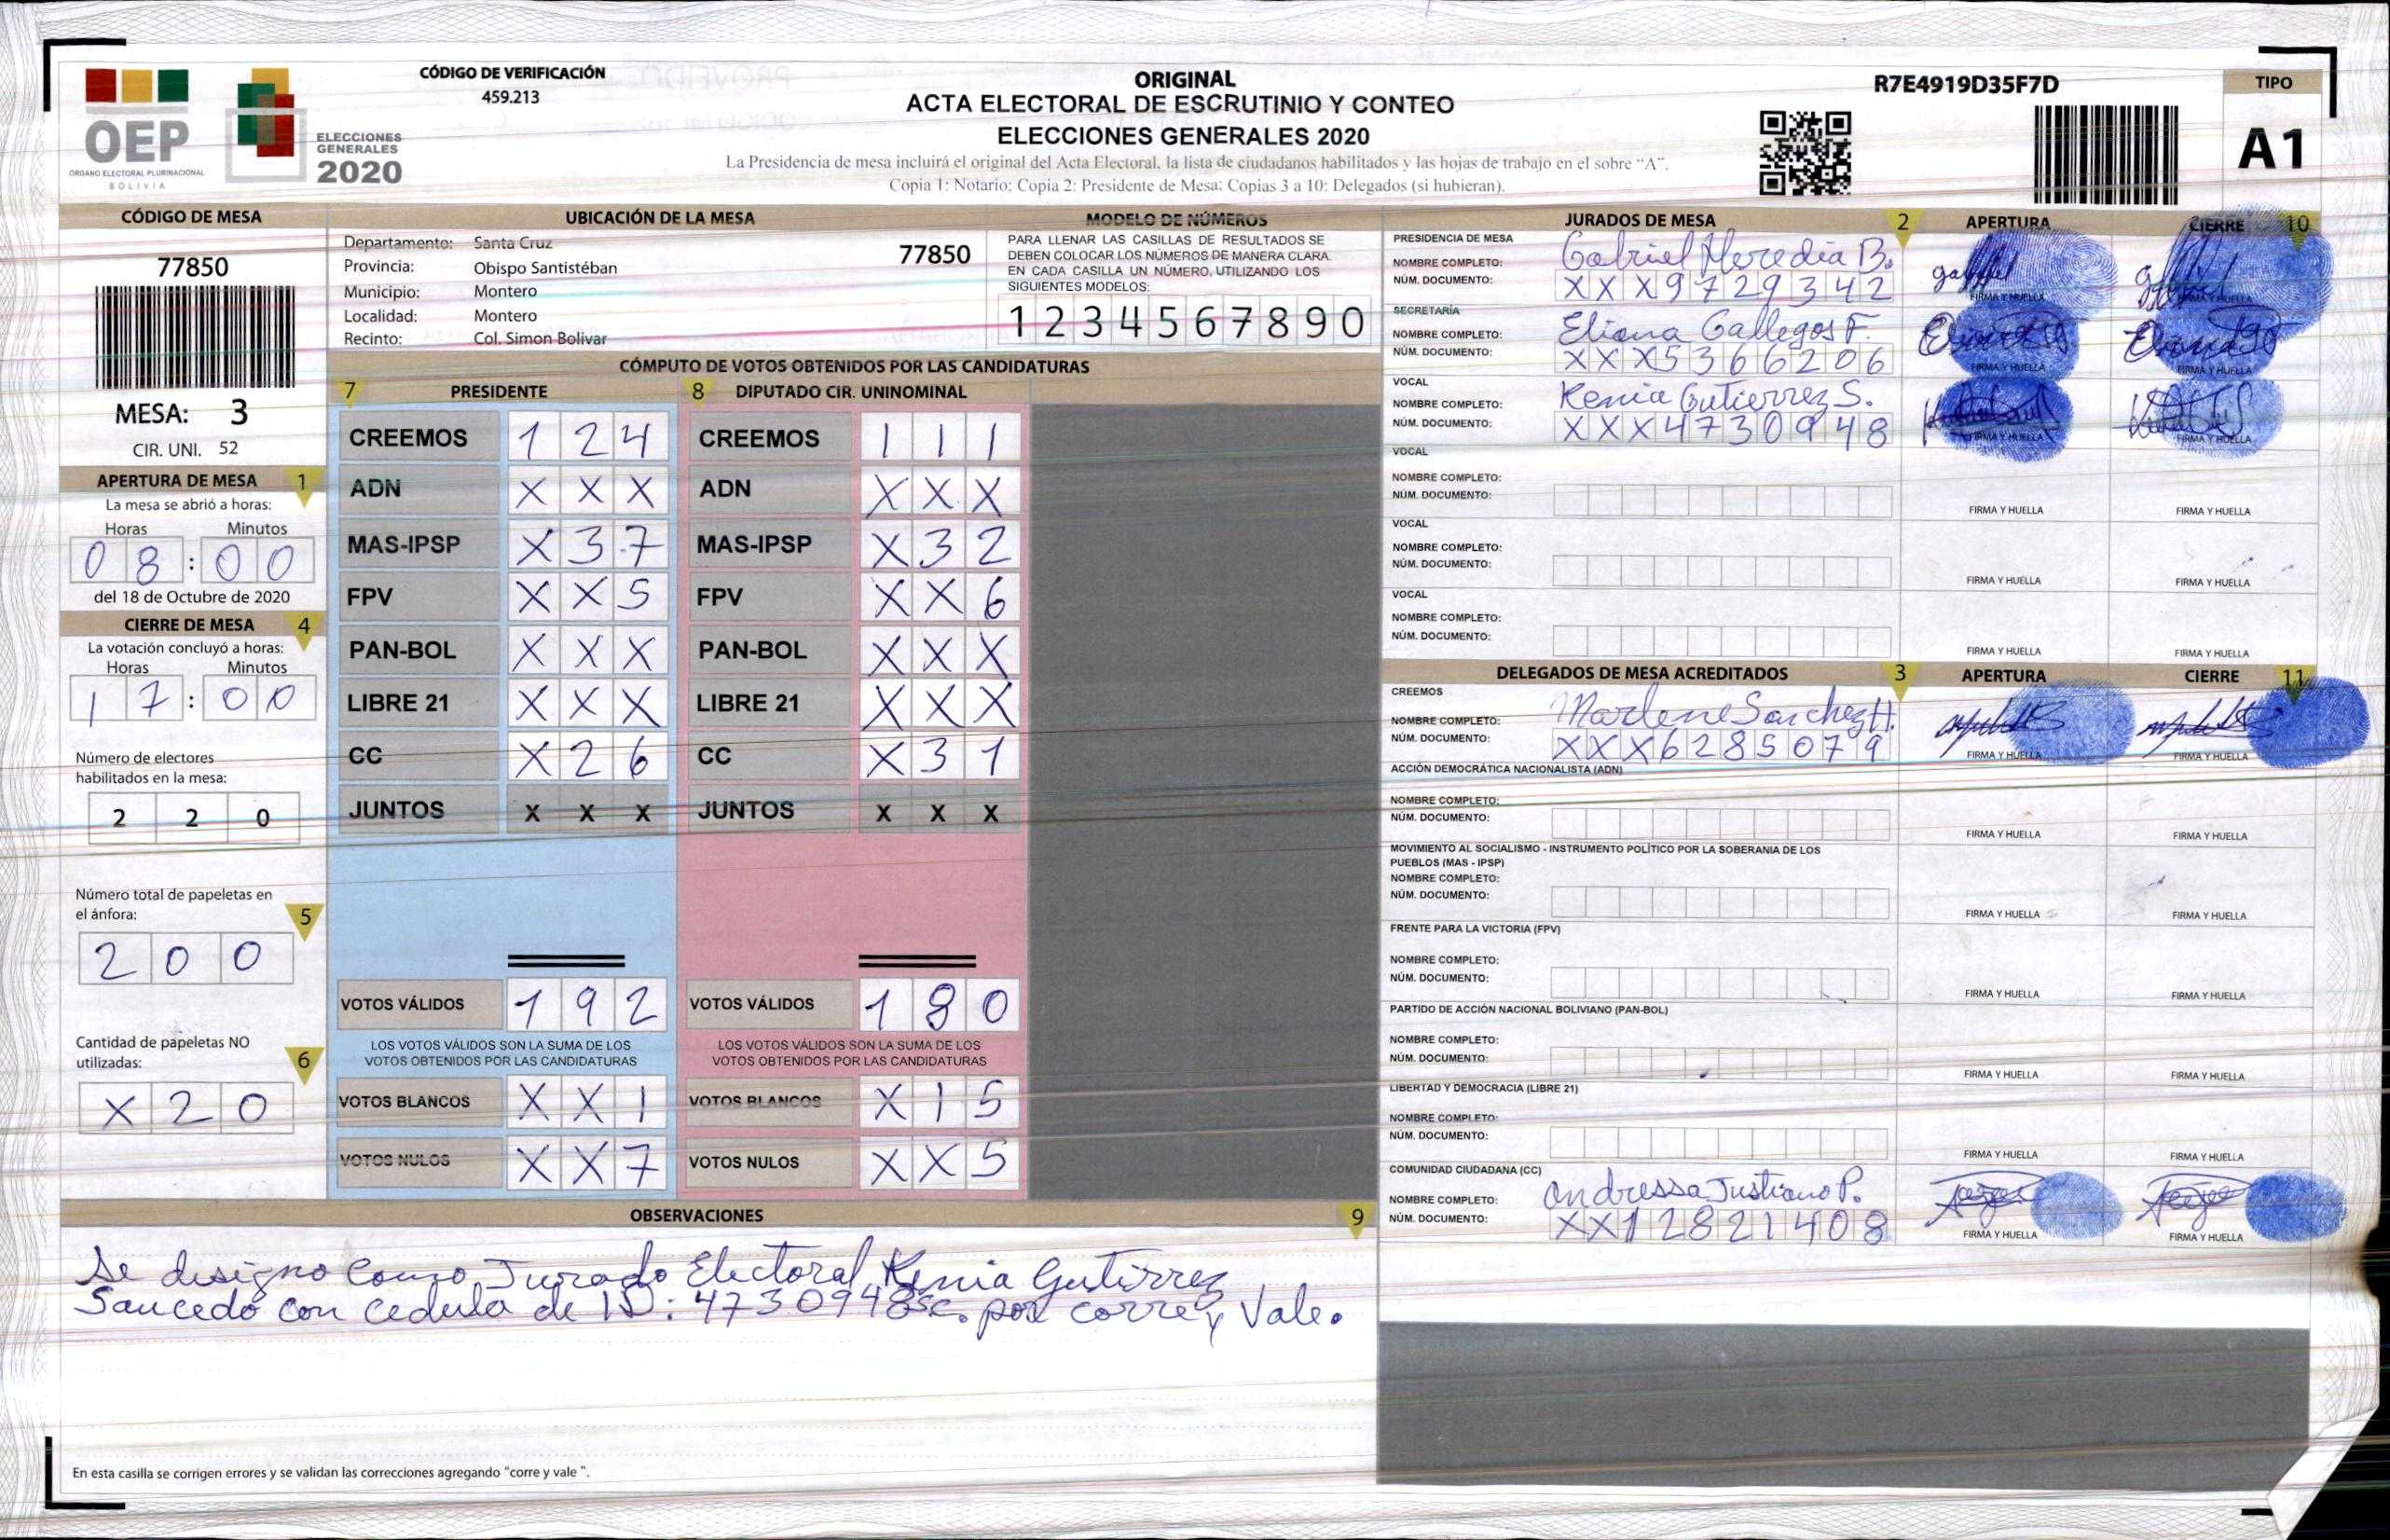 OEP
ÓRGANO ELECTORAL PLURINACIONAL
BOLIVIA
ELECCIONES
GENERALES
2020
CÓDIGO DE VERIFICACIÓN
459.213
ORIGINAL
ACTA ELECTORAL DE ESCRUTINIO Y CONTEO
ELECCIONES GENERALES 2020
La Presidencia de mesa incluirá el original del Acta Electoral, la lista de ciudadanos habilitados y las hojas de trabajo en el sobre “A”.
Copia 1: Notario; Copia 2: Presidente de Mesa; Copias 3 a 10: Delegados (si hubieran).
R7E4919D35F7D
TIPO
A1
CÓDIGO DE MESA
77850
MESA: 3
CIR. UNI. 52
APERTURA DE MESA 1
La mesa se abrió a horas:
Horas Minutos
08:00
del 18 de Octubre de 2020
CIERRE DE MESA 4
La votación concluyó a horas:
Horas Minutos
17:00
Número de electores
habilitados en la mesa:
2 2 0
Número total de papeletas en
el ánfora: 5
2 0 0
Cantidad de papeletas NO
utilizadas: 6
X 2 0
UBICACIÓN DE LA MESA
Departamento: Santa Cruz 77850
Provincia: Obispo Santistéban
Municipio: Montero
Localidad: Montero
Recinto: Col. Simon Bolivar
MODELO DE NÚMEROS
PARA LLENAR LAS CASILLAS DE RESULTADOS SE
DEBEN COLOCAR LOS NÚMEROS DE MANERA CLARA.
EN CADA CASILLA UN NÚMERO, UTILIZANDO LOS
SIGUIENTES MODELOS:
1 2 3 4 5 6 7 8 9 0
CÓMPUTO DE VOTOS OBTENIDOS POR LAS CANDIDATURAS
7 PRESIDENTE 8 DIPUTADO CIR. UNINOMINAL
CREEMOS 1 2 4 CREEMOS 1 1 1
ADN X X X ADN X X X
MAS-IPSP X 3 7 MAS-IPSP X 3 2
FPV X X 5 FPV X X 6
PAN-BOL X X X PAN-BOL X X X
LIBRE 21 X X X LIBRE 21 X X X
CC X 2 6 CC X 3 1
JUNTOS X X X JUNTOS X X X
VOTOS VÁLIDOS 1 9 2 VOTOS VÁLIDOS 1 8 0
LOS VOTOS VÁLIDOS SON LA SUMA DE LOS LOS VOTOS VÁLIDOS SON LA SUMA DE LOS
VOTOS OBTENIDOS POR LAS CANDIDATURAS VOTOS OBTENIDOS POR LAS CANDIDATURAS
VOTOS BLANCOS X X 1 VOTOS BLANCOS X 1 5
VOTOS NULOS X X 7 VOTOS NULOS X X 5
OBSERVACIONES 9
Se designo como Jurado Electoral Kenia Gutirrez
Saucedo con cedula de ID: 4730948sc. por corre y Vale.
En esta casilla se corrigen errores y se validan las correcciones agregando “corre y vale ”.
JURADOS DE MESA 2 APERTURA CIERRE 10
PRESIDENCIA DE MESA
NOMBRE COMPLETO: Gabriel Heredia B.
NÚM. DOCUMENTO: XXX9729342 FIRMA Y HUELLA FIRMA Y HUELLA
SECRETARÍA
NOMBRE COMPLETO: Eliana Gallegos F.
NÚM. DOCUMENTO: XXX5366206 FIRMA Y HUELLA FIRMA Y HUELLA
VOCAL
NOMBRE COMPLETO: Kenia Gutierrez S.
NÚM. DOCUMENTO: XXX4730948 FIRMA Y HUELLA FIRMA Y HUELLA
VOCAL
NOMBRE COMPLETO:
NÚM. DOCUMENTO: FIRMA Y HUELLA FIRMA Y HUELLA
VOCAL
NOMBRE COMPLETO:
NÚM. DOCUMENTO: FIRMA Y HUELLA FIRMA Y HUELLA
VOCAL
NOMBRE COMPLETO:
NÚM. DOCUMENTO: FIRMA Y HUELLA FIRMA Y HUELLA
DELEGADOS DE MESA ACREDITADOS 3 APERTURA CIERRE 11
CREEMOS
NOMBRE COMPLETO: Marlene Sanchez H.
NÚM. DOCUMENTO: XXX6285079 FIRMA Y HUELLA FIRMA Y HUELLA
ACCIÓN DEMOCRÁTICA NACIONALISTA (ADN)
NOMBRE COMPLETO:
NÚM. DOCUMENTO: FIRMA Y HUELLA FIRMA Y HUELLA
MOVIMIENTO AL SOCIALISMO - INSTRUMENTO POLÍTICO POR LA SOBERANIA DE LOS
PUEBLOS (MAS - IPSP)
NOMBRE COMPLETO:
NÚM. DOCUMENTO: FIRMA Y HUELLA FIRMA Y HUELLA
FRENTE PARA LA VICTORIA (FPV)
NOMBRE COMPLETO:
NÚM. DOCUMENTO: FIRMA Y HUELLA FIRMA Y HUELLA
PARTIDO DE ACCIÓN NACIONAL BOLIVIANO (PAN-BOL)
NOMBRE COMPLETO:
NÚM. DOCUMENTO: FIRMA Y HUELLA FIRMA Y HUELLA
LIBERTAD Y DEMOCRACIA (LIBRE 21)
NOMBRE COMPLETO:
NÚM. DOCUMENTO: FIRMA Y HUELLA FIRMA Y HUELLA
COMUNIDAD CIUDADANA (CC)
NOMBRE COMPLETO: Andressa Justiano P.
NÚM. DOCUMENTO: XX12821408 FIRMA Y HUELLA FIRMA Y HUELLA